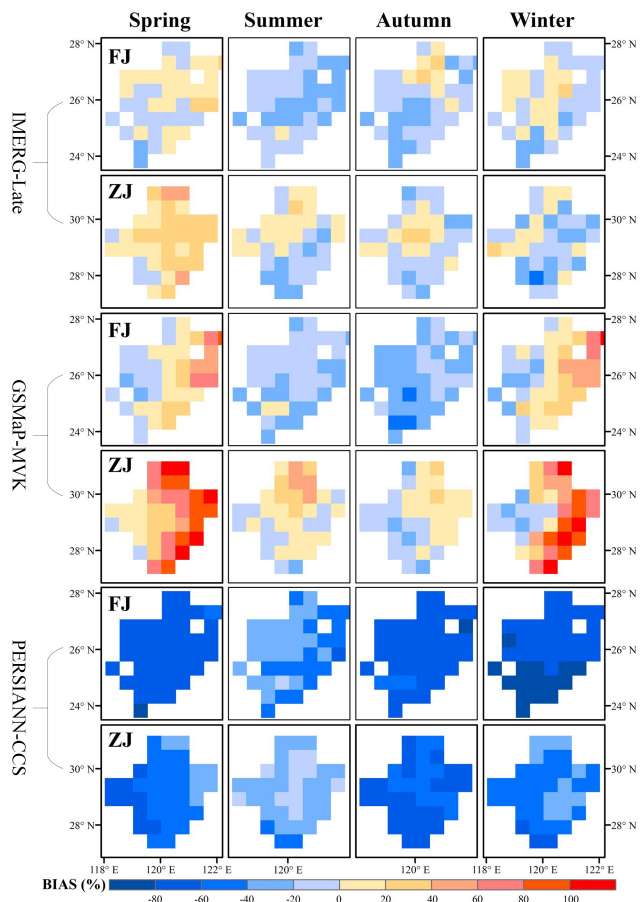 Spring Summer Autumn Winter
IMERG-Late
FJ
28° N
26° N
24° N
28° N
26° N
24° N
ZJ
30° N
28° N
30° N
28° N
GSMaP-MVK
FJ
28° N
26° N
24° N
28° N
26° N
24° N
ZJ
30° N
28° N
30° N
28° N
PERSIANN-CCS
FJ
28° N
26° N
24° N
28° N
26° N
24° N
ZJ
30° N
28° N
30° N
28° N
118° E 120° E 122° E 120° E 120° E 118° E 120° E 122° E
BIAS (%) -80 -60 -40 -20 0 20 40 60 80 100